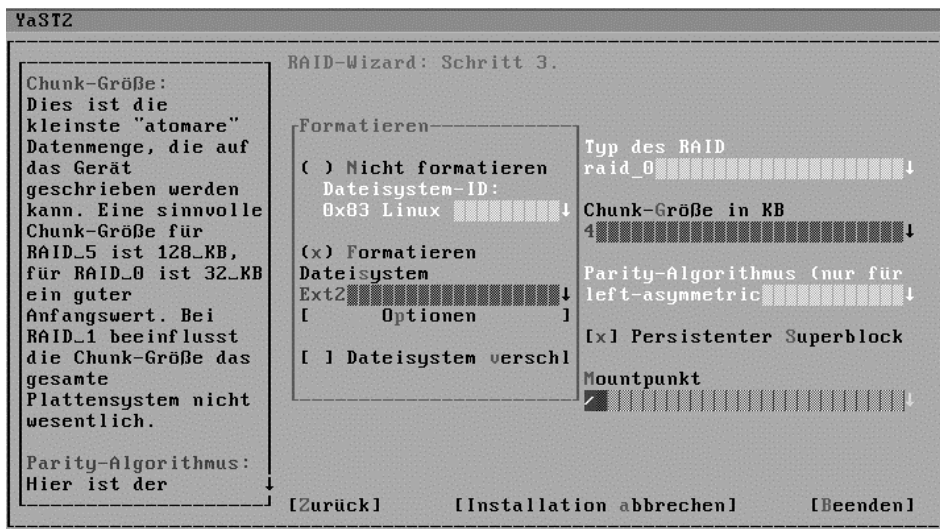 YaST2
RAID-Wizard: Schritt 3.
Chunk-Größe:
Dies ist die
kleinste "atomare"
Datenmenge, die auf
das Gerät
geschrieben werden
kann. Eine sinnvolle
Chunk-Größe für
RAID_5 ist 128_KB,
für RAID_0 ist 32_KB
ein guter
Anfangswert. Bei
RAID_1 beeinflusst
die Chunk-Größe das
gesamte
Plattensystem nicht
wesentlich.
Parity-Algorithmus:
Hier ist der
Formatieren
( ) Nicht formatieren
Dateisystem-ID:
0x83 Linux
(x) Formatieren
Dateisystem
Ext2
[ Optionen ]
[ ] Dateisystem verschl
Typ des RAID
raid_0
Chunk-Größe in KB
4
Parity-Algorithmus (nur für
left-asymmetric
[x] Persistenter Superblock
Mountpunkt
/
[Zurück] [Installation abbrechen] [Beenden]